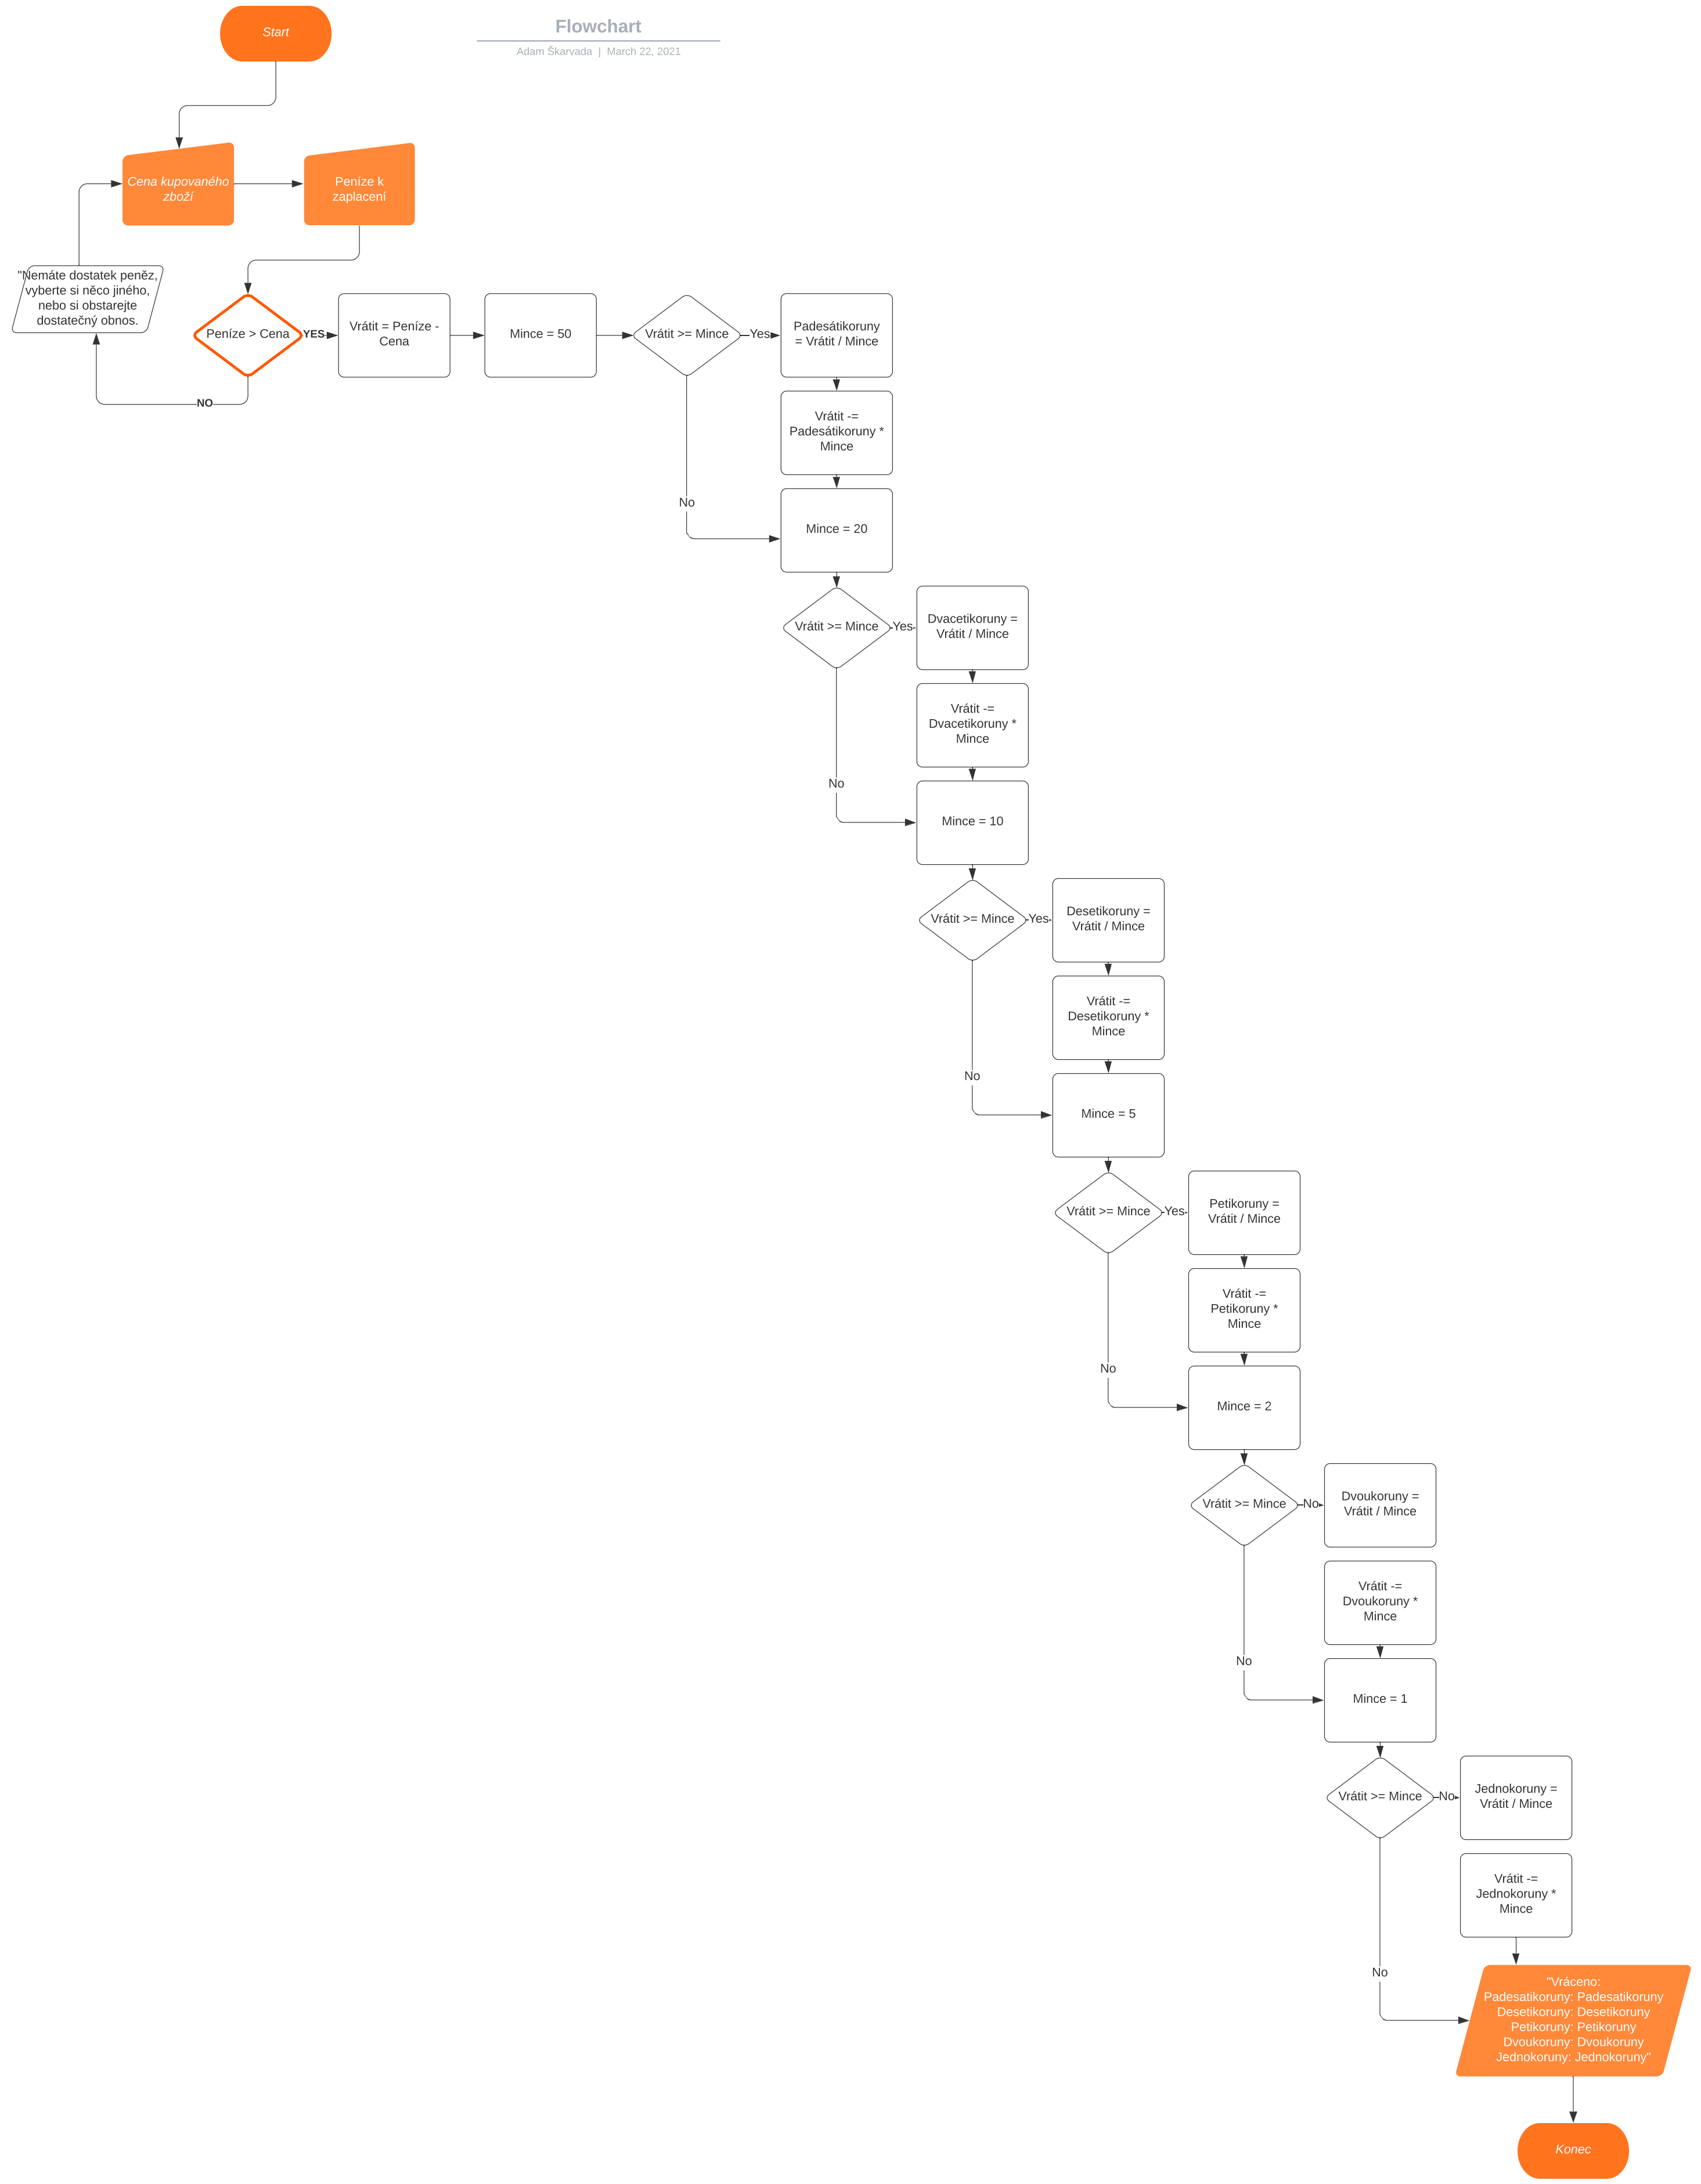 Flowchart
Adam Škarvada | March 22, 2021
Start
Cena kupovaného
zboží
Peníze k
zaplacení
"Nemáte dostatek peněz,
vyberte si něco jiného,
nebo si obstarejte
dostatečný obnos.
Peníze > Cena
YES
NO
Vrátit = Peníze -
Cena
Mince = 50
Vrátit >= Mince
Yes
No
Padesátikoruny
= Vrátit / Mince
Vrátit -=
Padesátikoruny *
Mince
Mince = 20
Vrátit >= Mince
Yes
No
Dvacetikoruny =
Vrátit / Mince
Vrátit -=
Dvacetikoruny *
Mince
Mince = 10
Vrátit >= Mince
Yes
No
Desetikoruny =
Vrátit / Mince
Vrátit -=
Desetikoruny *
Mince
Mince = 5
Vrátit >= Mince
Yes
No
Petikoruny =
Vrátit / Mince
Vrátit -=
Petikoruny *
Mince
Mince = 2
Vrátit >= Mince
No
No
Dvoukoruny =
Vrátit / Mince
Vrátit -=
Dvoukoruny *
Mince
Mince = 1
Vrátit >= Mince
No
No
Jednokoruny =
Vrátit / Mince
Vrátit -=
Jednokoruny *
Mince
"Vráceno:
Padesatikoruny: Padesatikoruny
Desetikoruny: Desetikoruny
Petikoruny: Petikoruny
Dvoukoruny: Dvoukoruny
Jednokoruny: Jednokoruny"
Konec